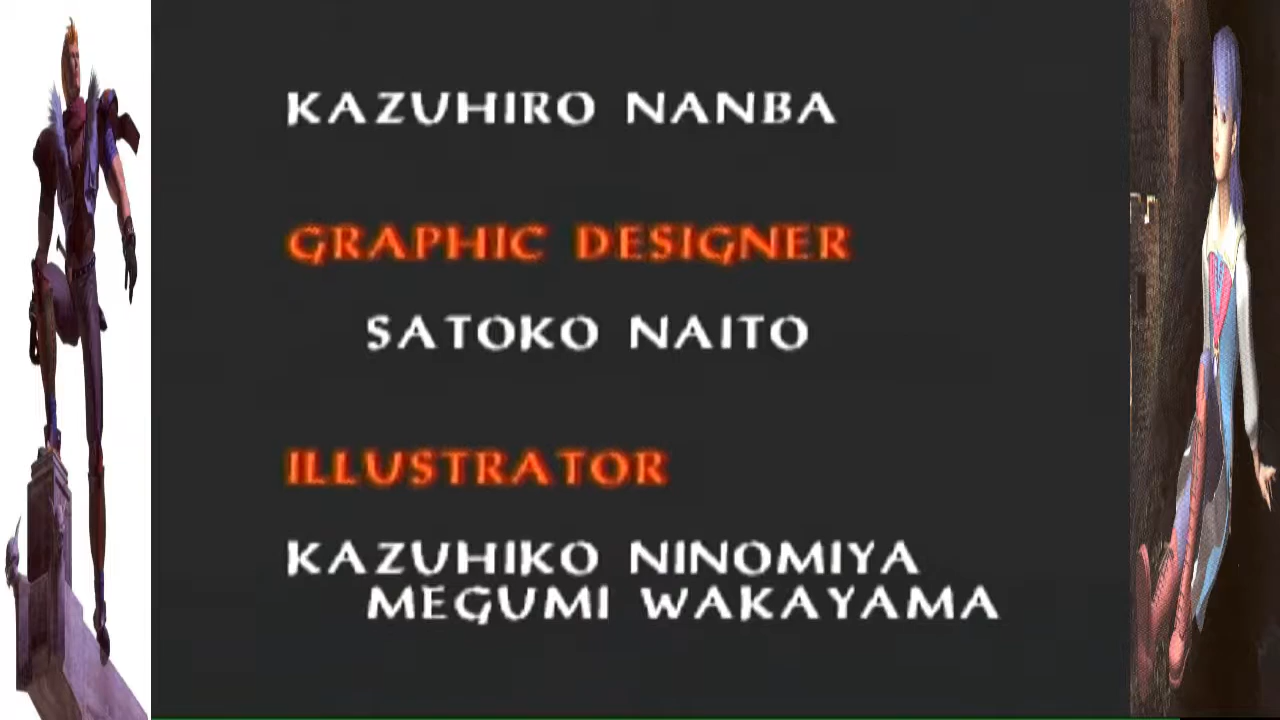 KAZUHIRO NANBA
GRAPHIC DESIGNER
SATOKO NAITO
ILLUSTRATOR
KAZUHIKO NINOMIYA
MEGUMI WAKAYAMA